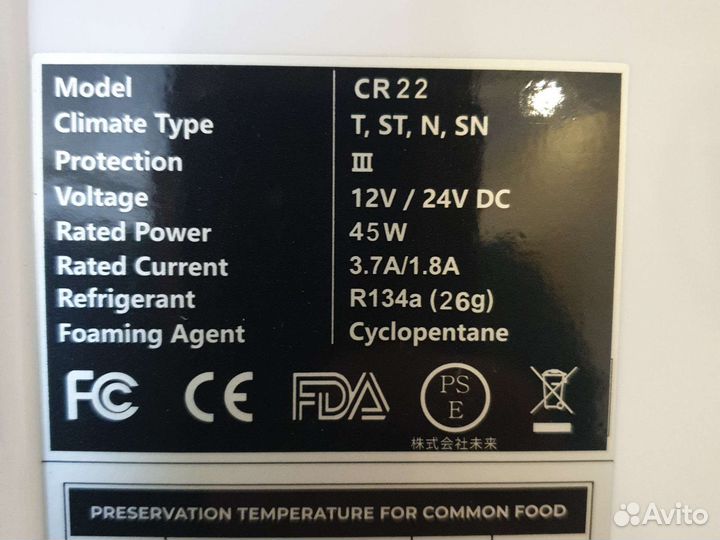 Model CR22
Climate Type T, ST, N, SN
Protection III
Voltage 12V / 24V DC
Rated Power 45W
Rated Current 3.7A/1.8A
Refrigerant R134a (26g)
Foaming Agent Cyclopentane
FC CE FDA PS E
株式会社未来
PRESERVATION TEMPERATURE FOR COMMON FOOD
Avito